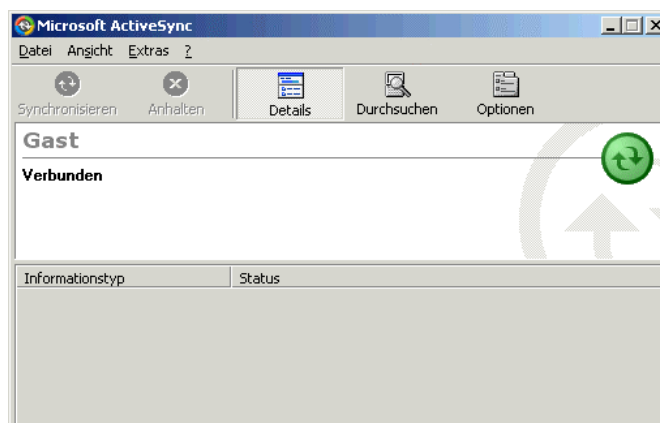 Microsoft ActiveSync
Datei Ansicht Extras ?
Synchronisieren Anhalten Details Durchsuchen Optionen
Gast
Verbunden
Informationstyp Status